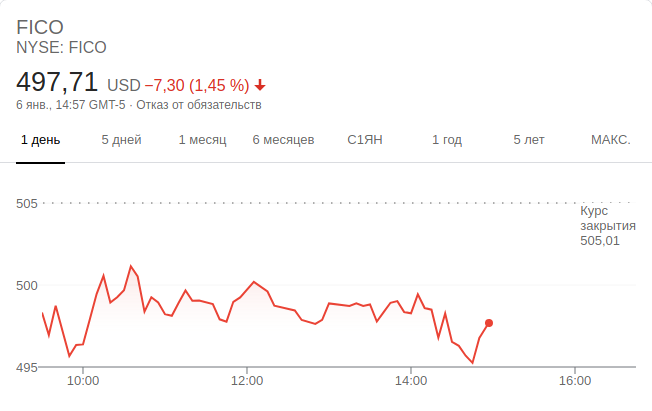 FICO
NYSE: FICO
497,71 USD −7,30 (1,45 %)
6 янв., 14:57 GMT-5 · Отказ от обязательств
1 день 5 дней 1 месяц 6 месяцев С1ЯН 1 год 5 лет МАКС.
505
Курс
закрытия
505,01
500
495
10:00 12:00 14:00 16:00